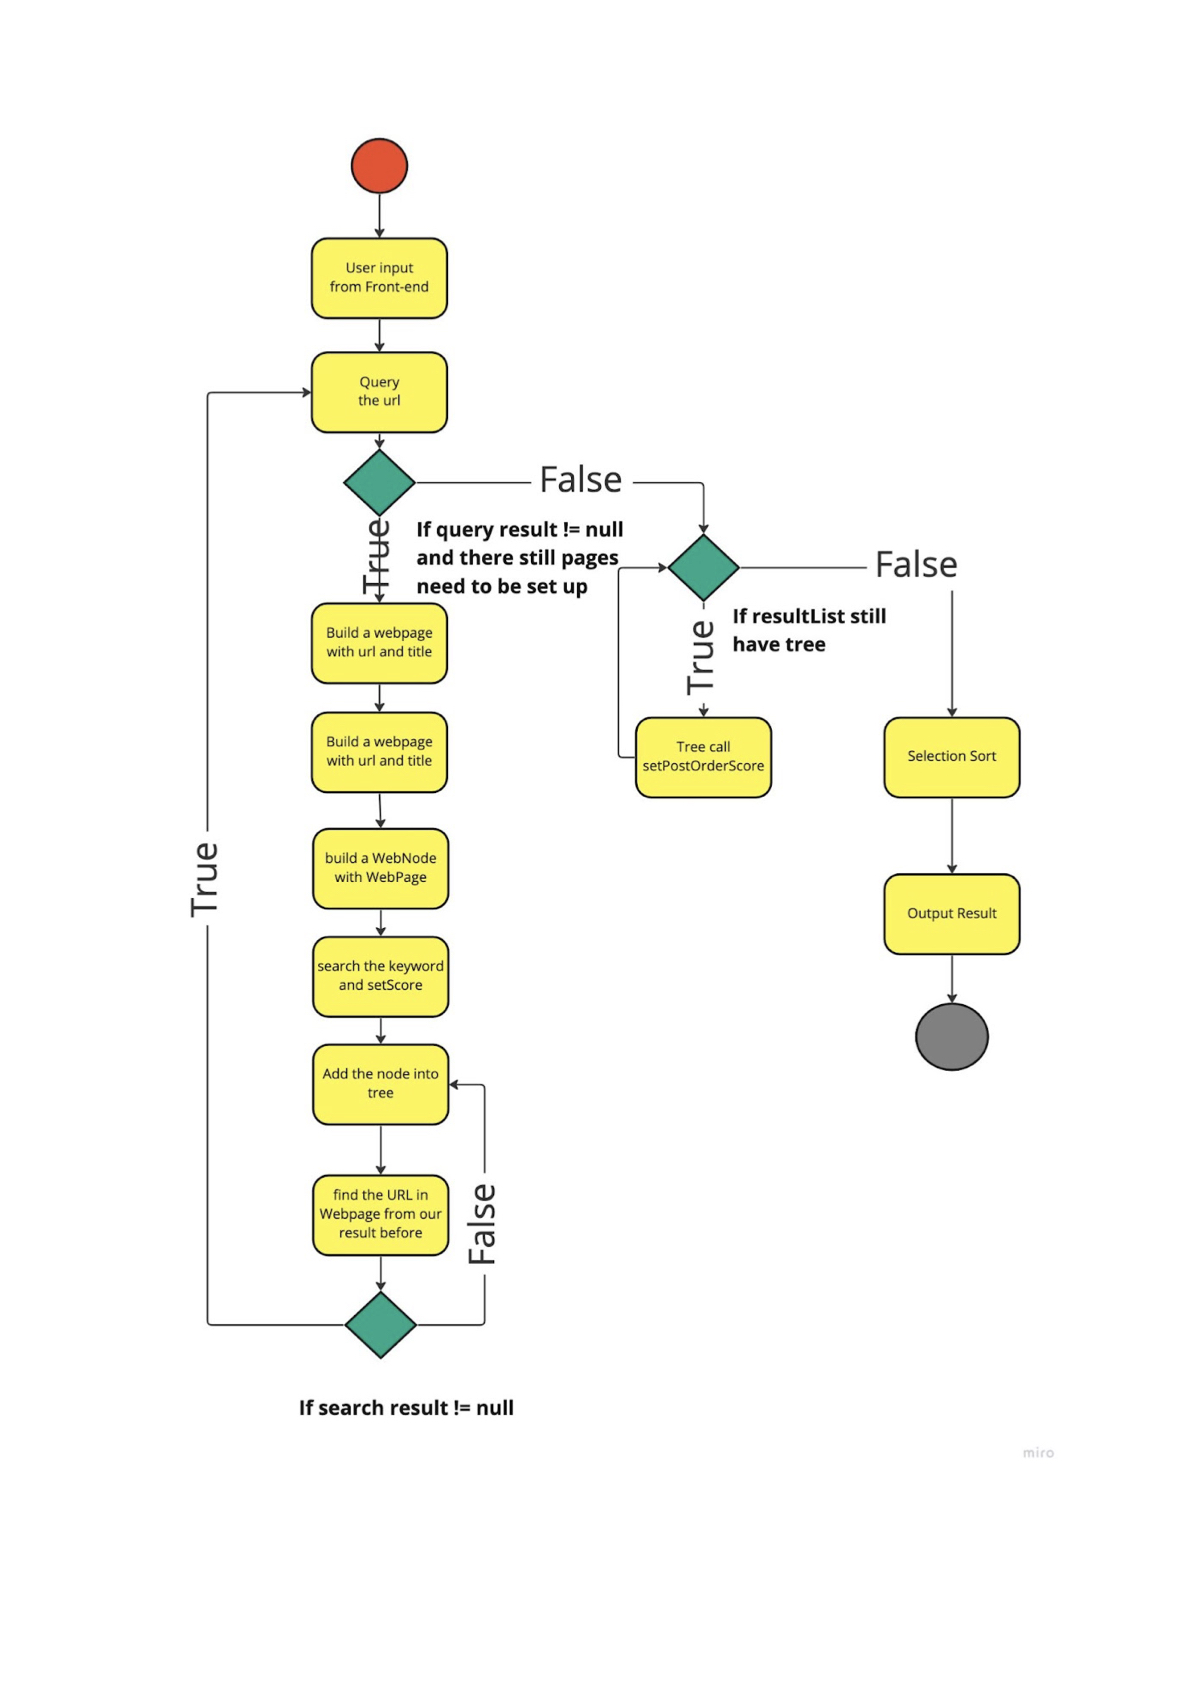 User input
from Front-end
Query
the url
False
True
If query result != null
and there still pages
need to be set up
False
If resultList still
have tree
True
Build a webpage
with url and title
Build a webpage
with url and title
Tree call
setPostOrderScore
Selection Sort
True
build a WebNode
with WebPage
Output Result
search the keyword
and setScore
Add the node into
tree
find the URL in
Webpage from our
result before
False
If search result != null
miro